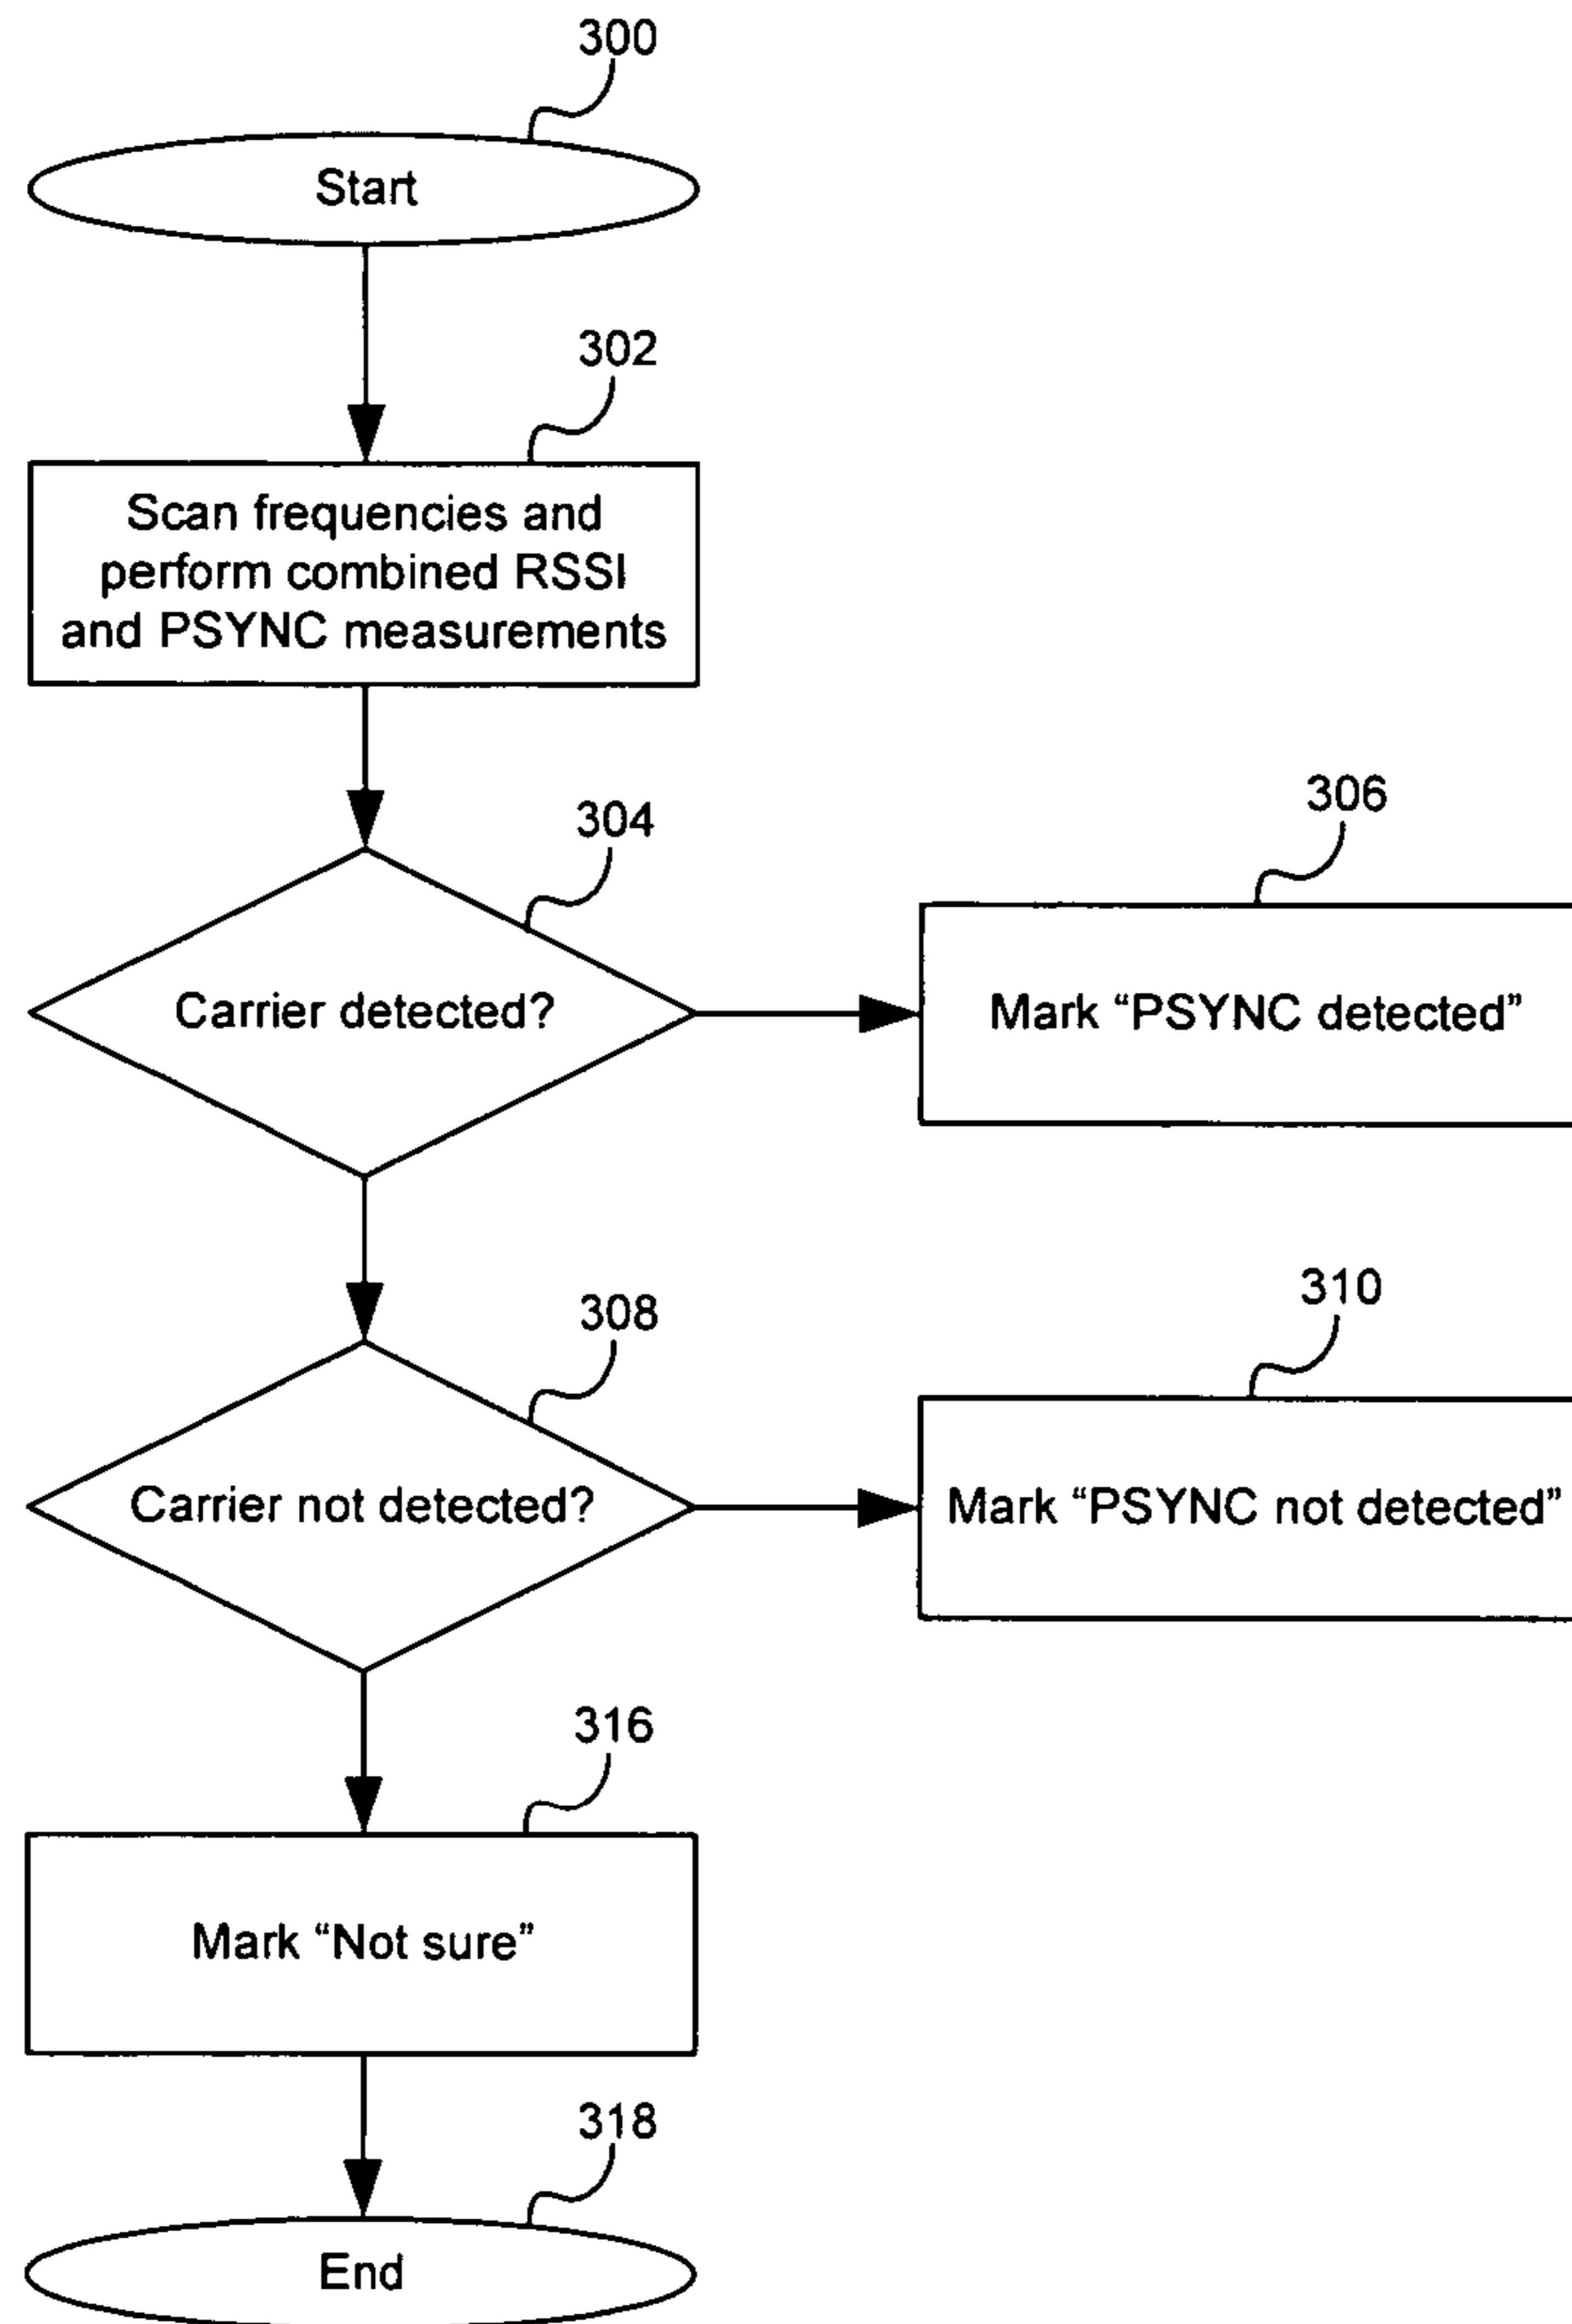 300
Start
302
Scan frequencies and
perform combined RSSI
and PSYNC measurements
304
Carrier detected?
306
Mark “PSYNC detected”
308
Carrier not detected?
310
Mark “PSYNC not detected”
316
Mark “Not sure”
318
End